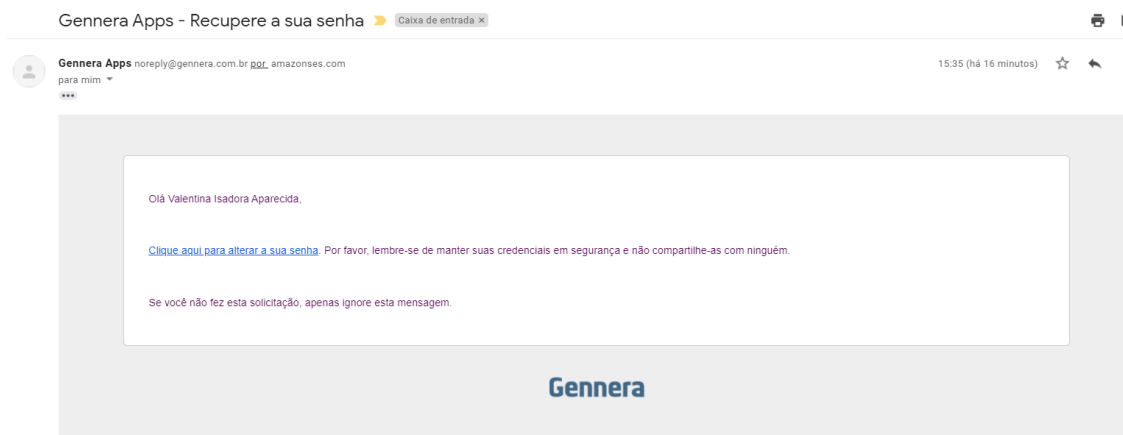 Gennera Apps - Recupere a sua senha Caixa de entrada ×
Gennera Apps noreply@gennera.com.br por amazonses.com 15:35 (há 16 minutos)
para mim
Olá Valentina Isadora Aparecida,
Clique aqui para alterar a sua senha. Por favor, lembre-se de manter suas credenciais em segurança e não compartilhe-as com ninguém.
Se você não fez esta solicitação, apenas ignore esta mensagem.
Gennera